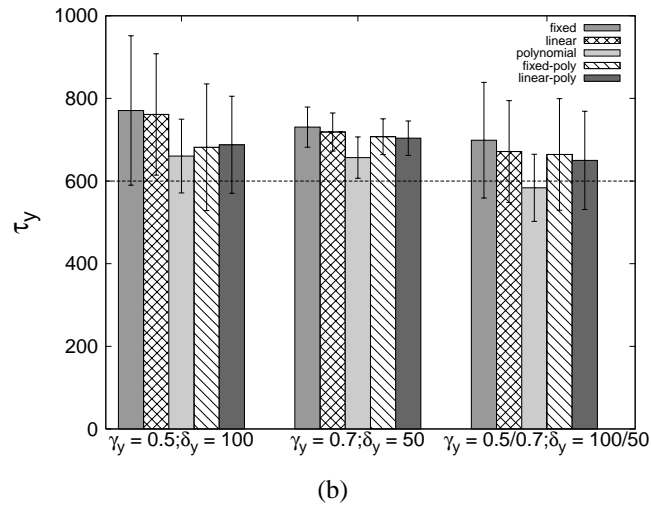 1000
800
600
400
200
0
τy
fixed
linear
polynomial
fixed-poly
linear-poly
γy = 0.5;δy = 100
γy = 0.7;δy = 50
γy = 0.5/0.7;δy = 100/50
(b)